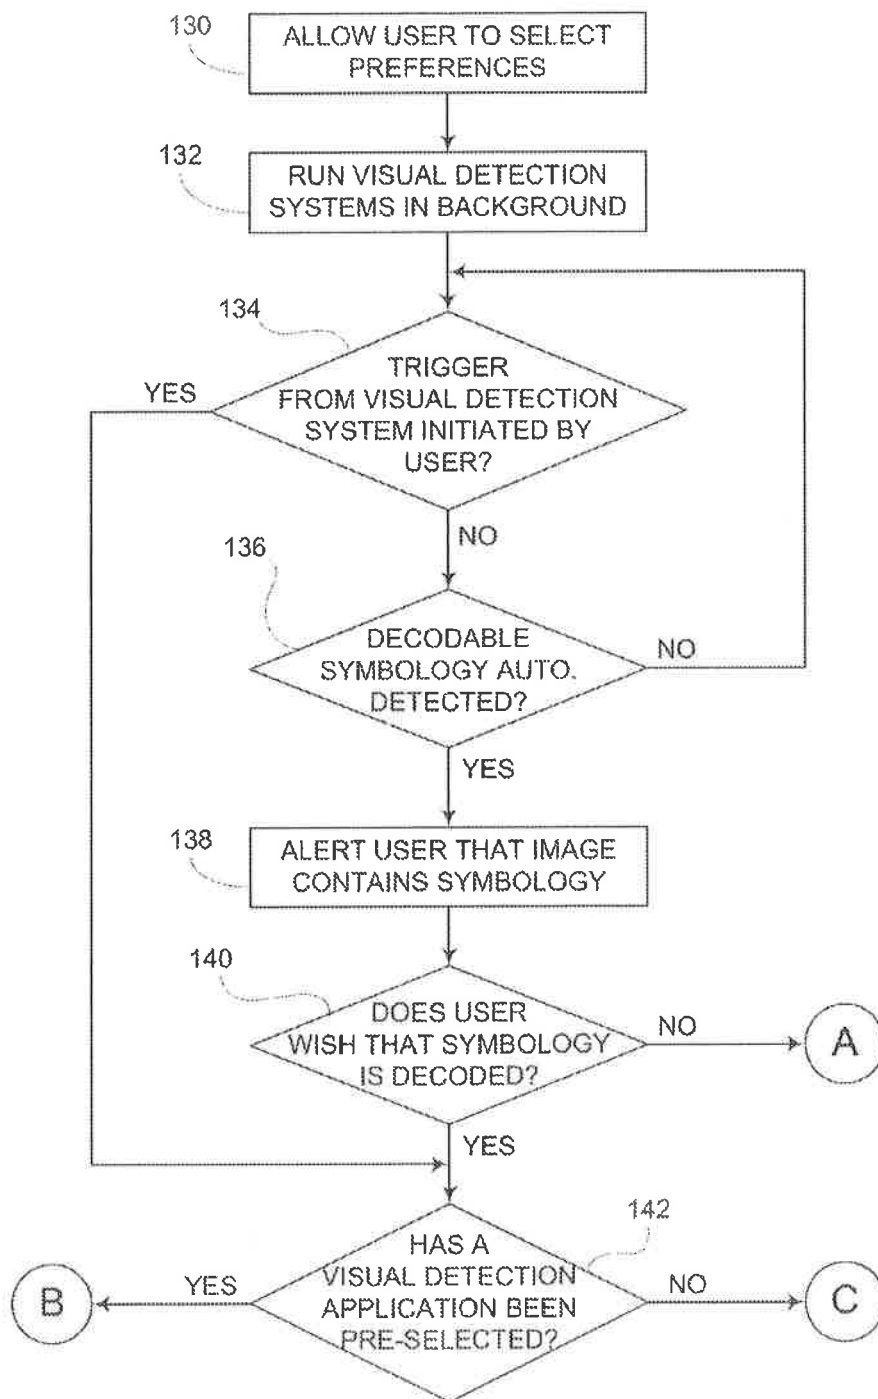 130
ALLOW USER TO SELECT
PREFERENCES
132
RUN VISUAL DETECTION
SYSTEMS IN BACKGROUND
134
TRIGGER
FROM VISUAL DETECTION
SYSTEM INITIATED BY
USER?
YES
NO
136
DECODABLE
SYMBOLOGY AUTO.
DETECTED?
NO
YES
138
ALERT USER THAT IMAGE
CONTAINS SYMBOLOGY
140
DOES USER
WISH THAT SYMBOLOGY
IS DECODED?
NO
A
YES
142
HAS A
VISUAL DETECTION
APPLICATION BEEN
PRE-SELECTED?
YES
B
NO
C